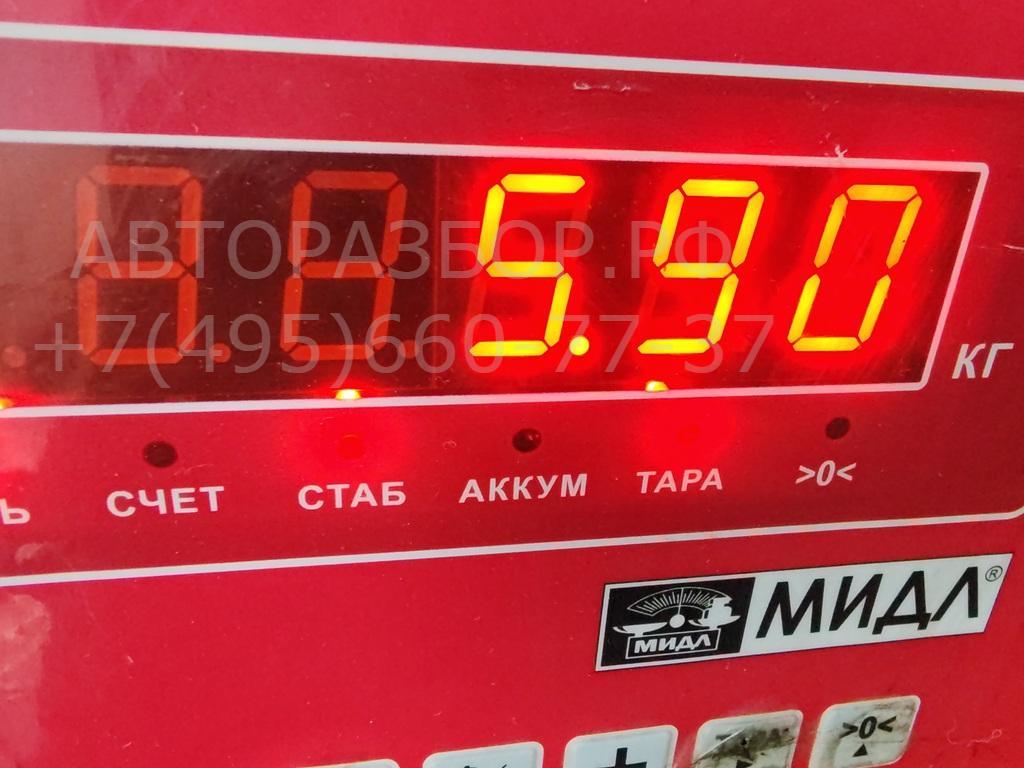 5.90
АВТОРАЗБОР.РФ
+7(495)660-77-37
КГ
Ь СЧЕТ СТАБ АККУМ ТАРА >0<
МИДЛ МИДЛ®
+ >0<